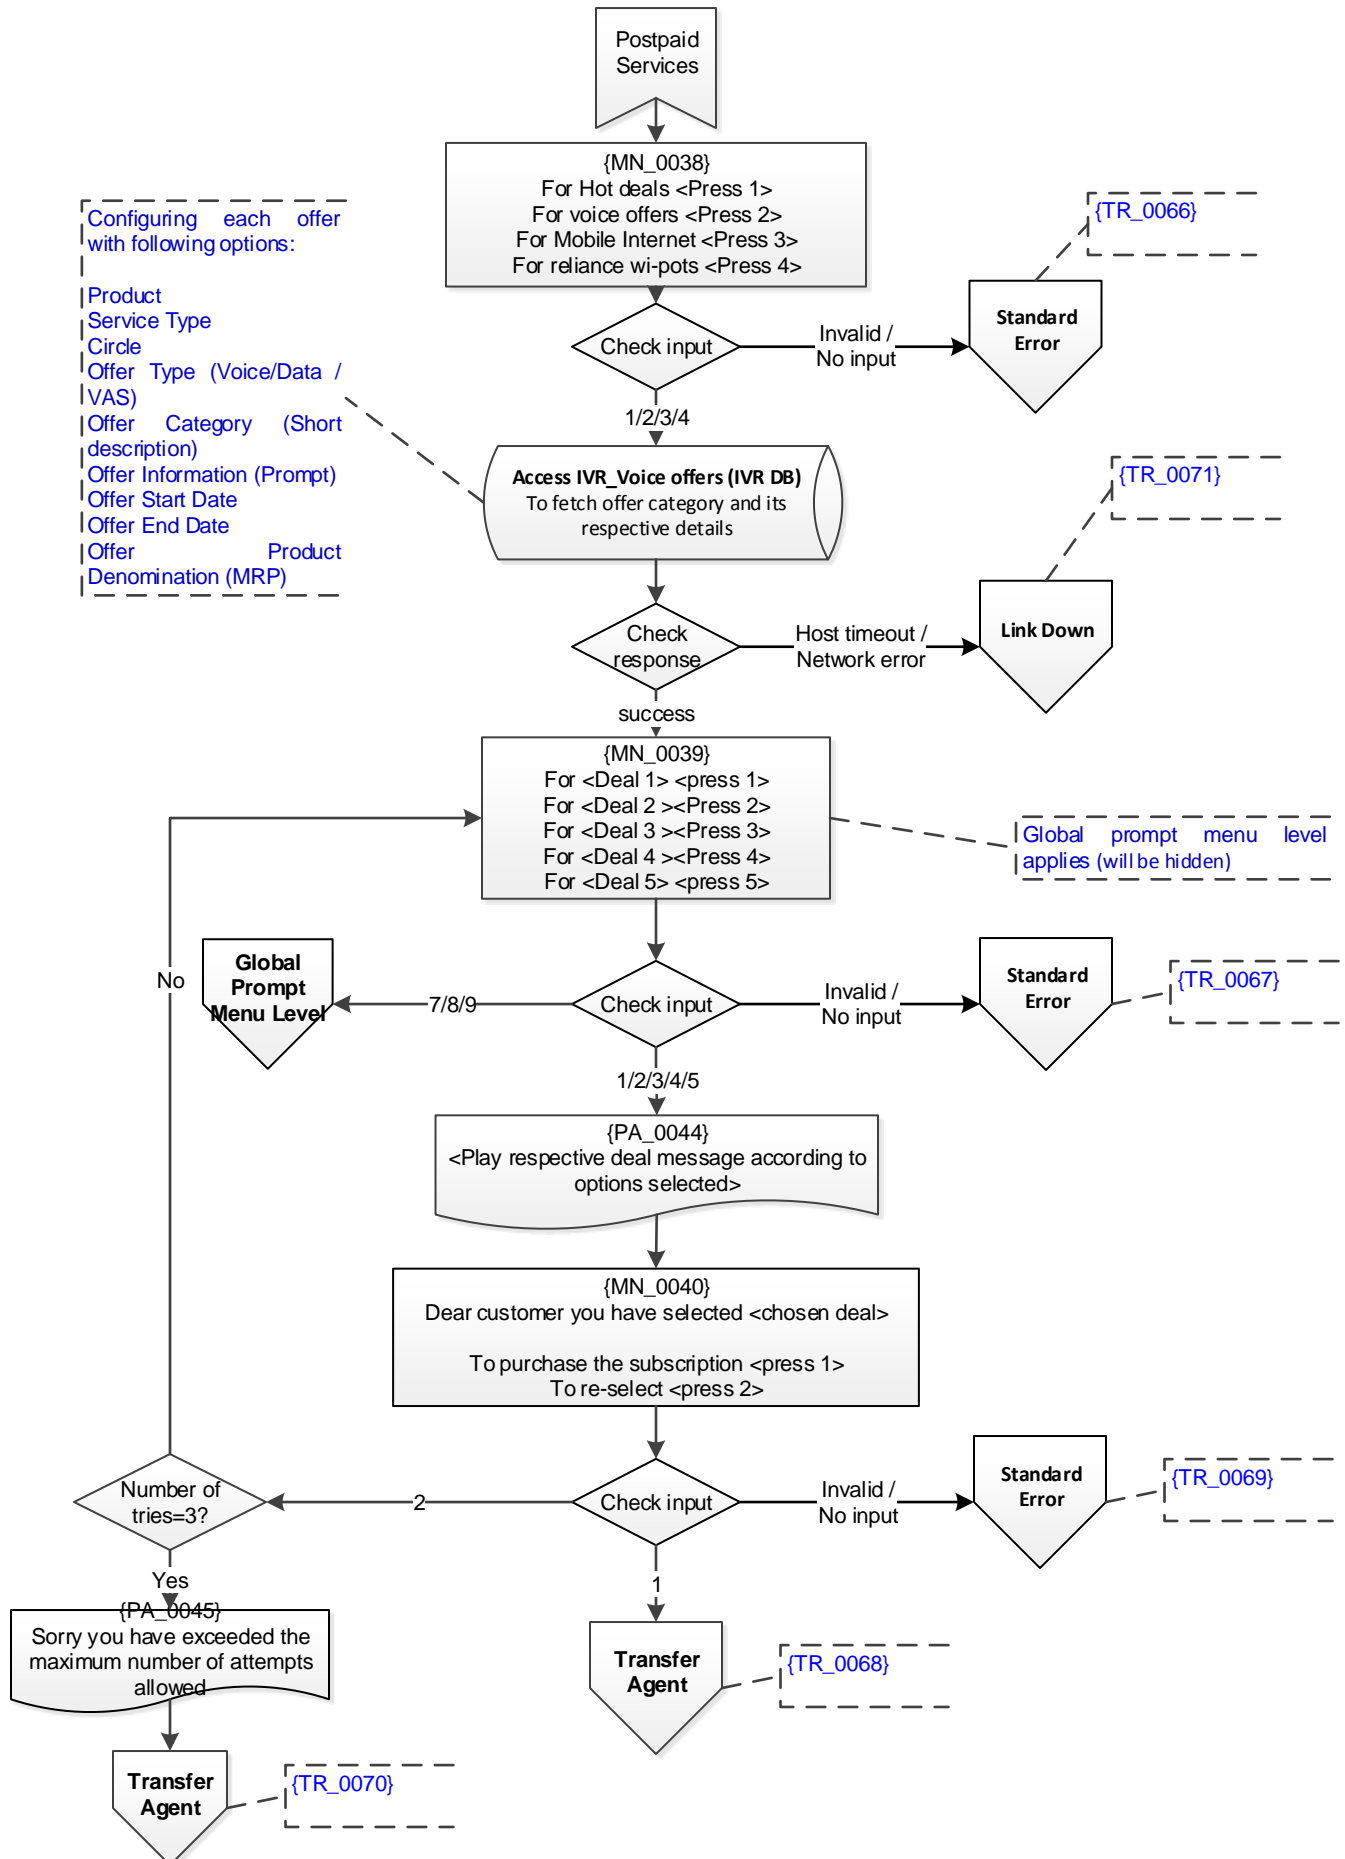 Postpaid
Services
{MN_0038}
For Hot deals <Press 1>
For voice offers <Press 2>
For Mobile Internet <Press 3>
For reliance wi-pots <Press 4>
{TR_0066}
Configuring each offer
with following options:
Product
Service Type
Circle
Offer Type (Voice/Data /
VAS)
Offer Category (Short
description)
Offer Information (Prompt)
Offer Start Date
Offer End Date
Offer Product
Denomination (MRP)
Check input
Invalid /
No input
Standard
Error
1/2/3/4
Access IVR_Voice offers (IVR DB)
To fetch offer category and its
respective details
{TR_0071}
Check
response
Host timeout /
Network error
Link Down
success
{MN_0039}
For <Deal 1> <press 1>
For <Deal 2 ><Press 2>
For <Deal 3 ><Press 3>
For <Deal 4 ><Press 4>
For <Deal 5> <press 5>
Global prompt menu level
applies (will be hidden)
No
Global
Prompt
Menu Level
7/8/9
Check input
Invalid /
No input
Standard
Error
{TR_0067}
1/2/3/4/5
{PA_0044}
<Play respective deal message according to
options selected>
{MN_0040}
Dear customer you have selected <chosen deal>
To purchase the subscription <press 1>
To re-select <press 2>
Number of
tries=3?
2
Check input
Invalid /
No input
Standard
Error
{TR_0069}
Yes
{PA_0045}
Sorry you have exceeded the
maximum number of attempts
allowed
1
Transfer
Agent
{TR_0068}
Transfer
Agent
{TR_0070}